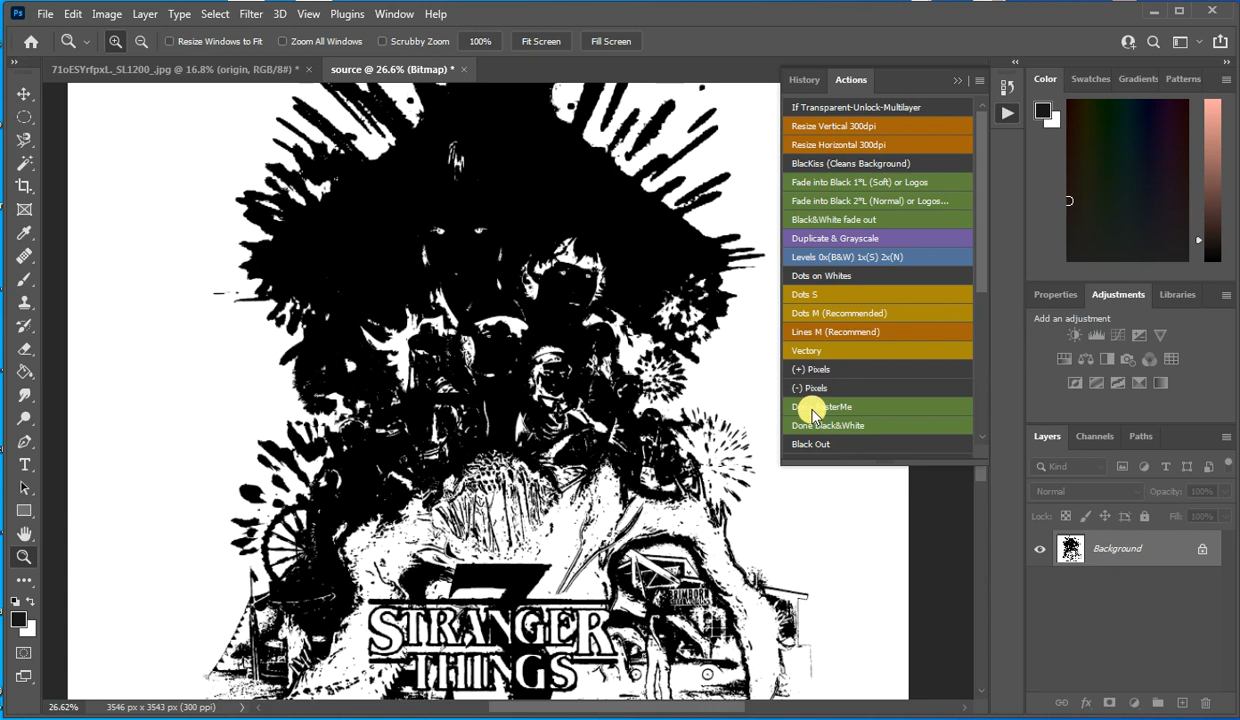 Ps File Edit Image Layer Type Select Filter 3D View Plugins Window Help
Resize Windows to Fit Zoom All Windows Scrubby Zoom 100% Fit Screen Fill Screen
71oESYrfpxL._SL1200_.jpg @ 16.8% (origin, RGB/8#) * × source @ 26.6% (Bitmap) * ×
History Actions
If Transparent-Unlock-Multilayer
Resize Vertical 300dpi
Resize Horizontal 300dpi
BlacKiss (Cleans Background)
Fade into Black 1*L (Soft) or Logos
Fade into Black 2*L (Normal) or Logos...
Black&White fade out
Duplicate & Grayscale
Levels 0x(B&W) 1x(S) 2x(N)
Dots on Whites
Dots S
Dots M (Recommended)
Lines M (Recommend)
Vectory
(+) Pixels
(-) Pixels
Done Black&White
Black Out
Color Swatches Gradients Patterns
Properties Adjustments Libraries
Add an adjustment
Layers Channels Paths
Kind
Normal Opacity: 100%
Lock: Fill: 100%
Background
STRANGER
THINGS
26.62% 3546 px x 3543 px (300 ppi)